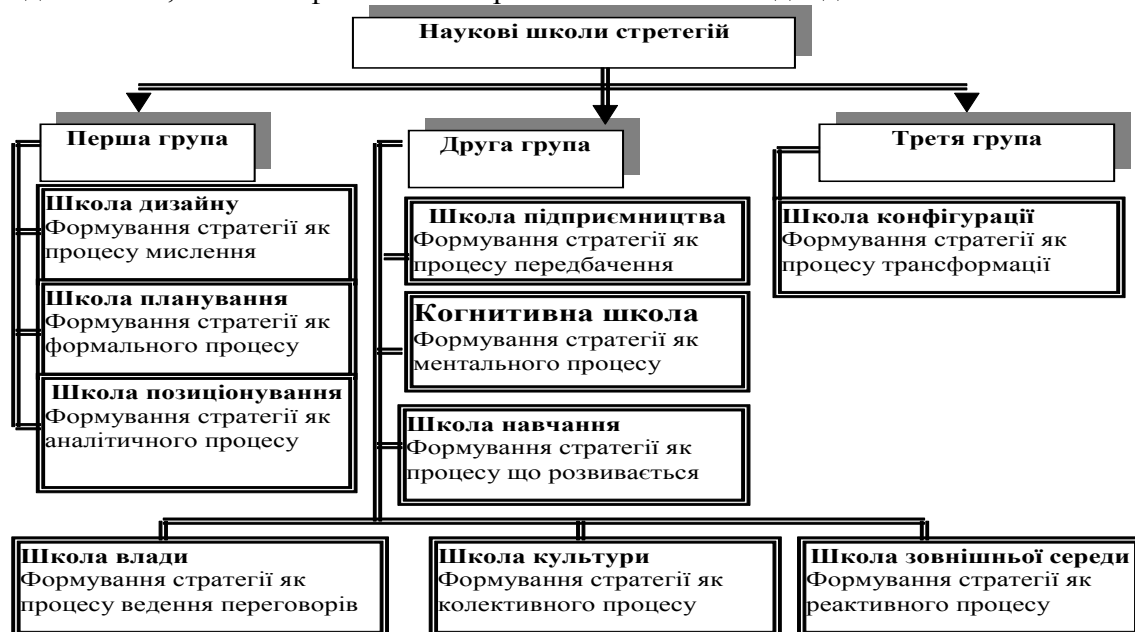 Наукові школи стретегій
Перша група
Друга група
Третя група
Школа дизайну
Формування стратегії як
процесу мислення
Школа планування
Формування стратегії як
формального процесу
Школа позиціонування
Формування стратегії як
аналітичного процесу
Школа підприємництва
Формування стратегії як
процесу передбачення
Когнитивна школа
Формування стратегії як
ментального процесу
Школа навчання
Формування стратегії як
процесу що розвивається
Школа конфігурації
Формування стратегії як
процесу трансформації
Школа влади
Формування стратегії як
процесу ведення переговорів
Школа культури
Формування стратегії як
колективного процесу
Школа зовнішньої середи
Формування стратегії як
реактивного процесу